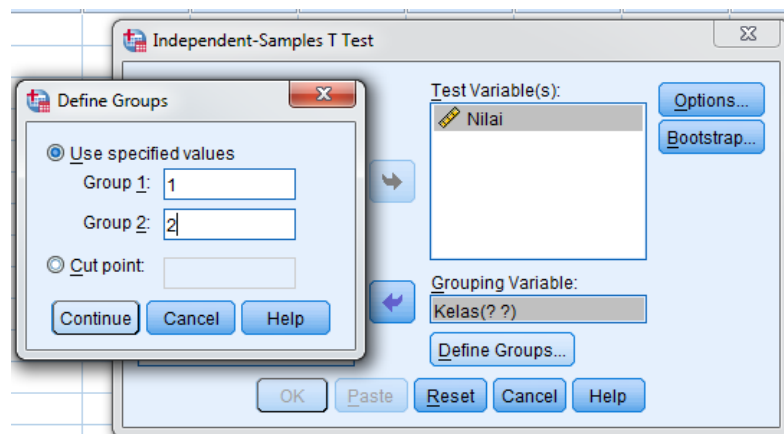 Independent-Samples T Test
Define Groups
Use specified values
Group 1: 1
Group 2: 2
Cut point:
Continue Cancel Help
Test Variable(s):
Nilai
Options...
Bootstrap...
Grouping Variable:
Kelas(? ?)
Define Groups...
OK Paste Reset Cancel Help